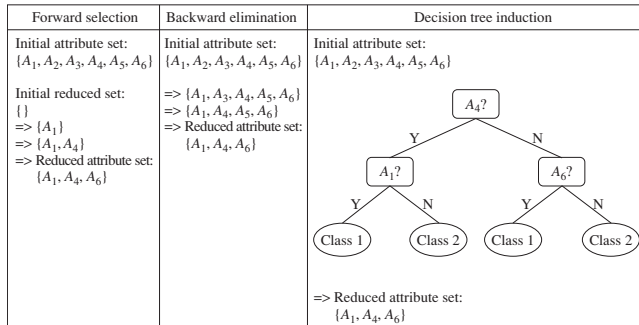 Forward selection
Initial attribute set:
{A₁, A₂, A₃, A₄, A₅, A₆}
Initial reduced set:
{}
=> {A₁}
=> {A₁, A₄}
=> Reduced attribute set:
{A₁, A₄, A₆}
Backward elimination
Initial attribute set:
{A₁, A₂, A₃, A₄, A₅, A₆}
=> {A₁, A₃, A₄, A₅, A₆}
=> {A₁, A₄, A₅, A₆}
=> Reduced attribute set:
{A₁, A₄, A₆}
Decision tree induction
Initial attribute set:
{A₁, A₂, A₃, A₄, A₅, A₆}
A₄?
Y N
A₁? A₆?
Y N Y N
Class 1 Class 2 Class 1 Class 2
=> Reduced attribute set:
{A₁, A₄, A₆}